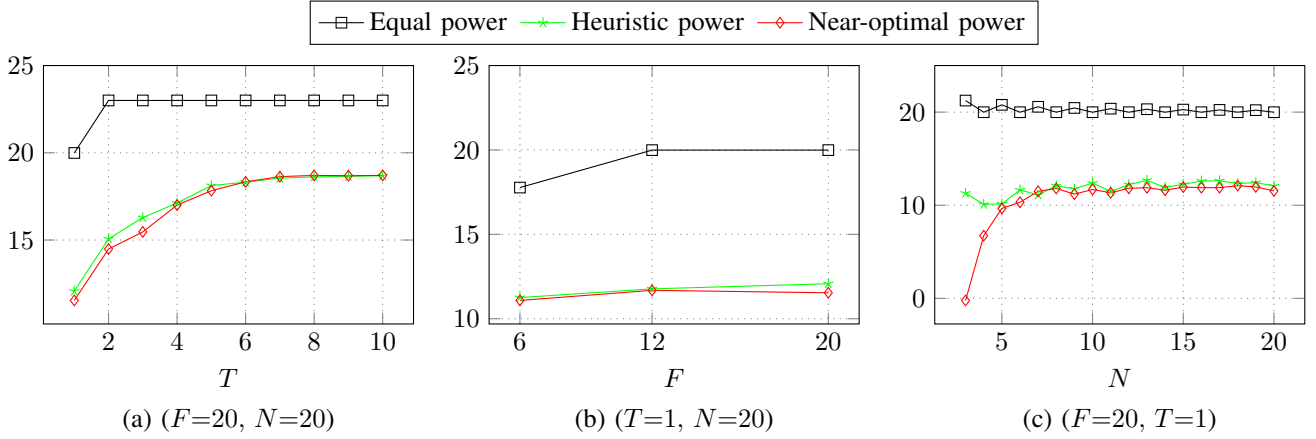 Equal power Heuristic power Near-optimal power
25
20
15
2 4 6 8 10
T
(a) (F=20, N=20)
25
20
15
10
6 12 20
F
(b) (T=1, N=20)
20
10
0
5 10 15 20
N
(c) (F=20, T=1)